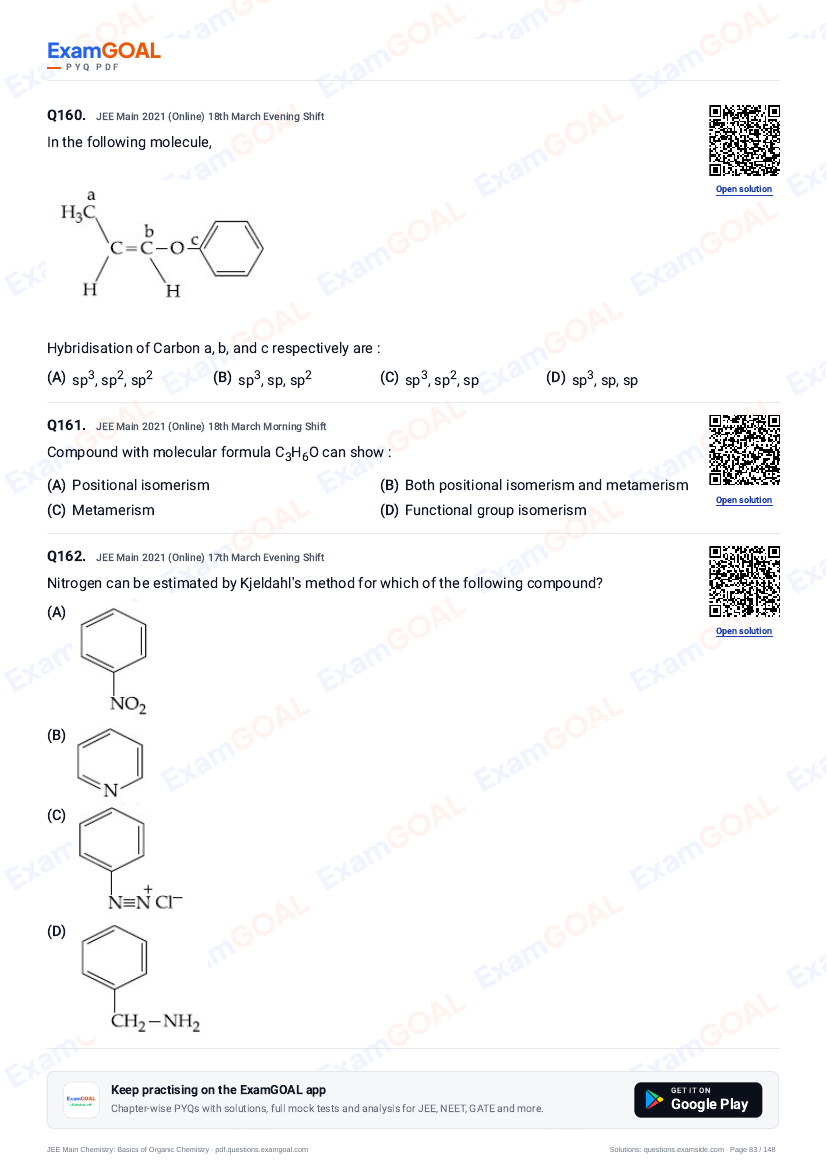 ExamGOAL
PYQ PDF
Q160. JEE Main 2021 (Online) 18th March Evening Shift
In the following molecule,
Open solution
a
H₃C
b
C=C–O c
H
H
Hybridisation of Carbon a, b, and c respectively are :
(A) sp³, sp², sp² (B) sp³, sp, sp² (C) sp³, sp², sp (D) sp³, sp, sp
Q161. JEE Main 2021 (Online) 18th March Morning Shift
Compound with molecular formula C₃H₆O can show :
(A) Positional isomerism (B) Both positional isomerism and metamerism
(C) Metamerism (D) Functional group isomerism
Open solution
Q162. JEE Main 2021 (Online) 17th March Evening Shift
Nitrogen can be estimated by Kjeldahl's method for which of the following compound?
Open solution
(A)
NO₂
(B)
N
(C)
N≡N⁺ Cl⁻
(D)
CH₂–NH₂
ExamGOAL
Keep practising on the ExamGOAL app
Chapter-wise PYQs with solutions, full mock tests and analysis for JEE, NEET, GATE and more.
GET IT ON
Google Play
JEE Main Chemistry: Basics of Organic Chemistry · pdf.questions.examgoal.com
Solutions: questions.examside.com · Page 83 / 148